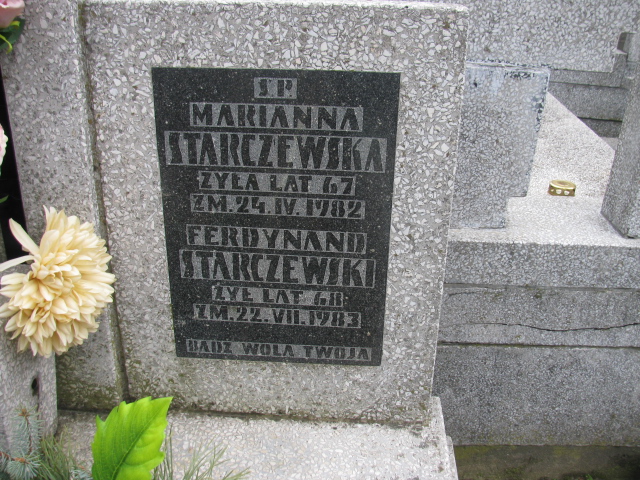 ŚP.
MARIANNA
STARCZEWSKA
ŻYŁA LAT 67
ZM. 24. IV. 1982
FERDYNAND
STARCZEWSKI
ŻYŁ LAT 68
ZM. 22. VII. 1983
BĄDŹ WOLA TWOJA